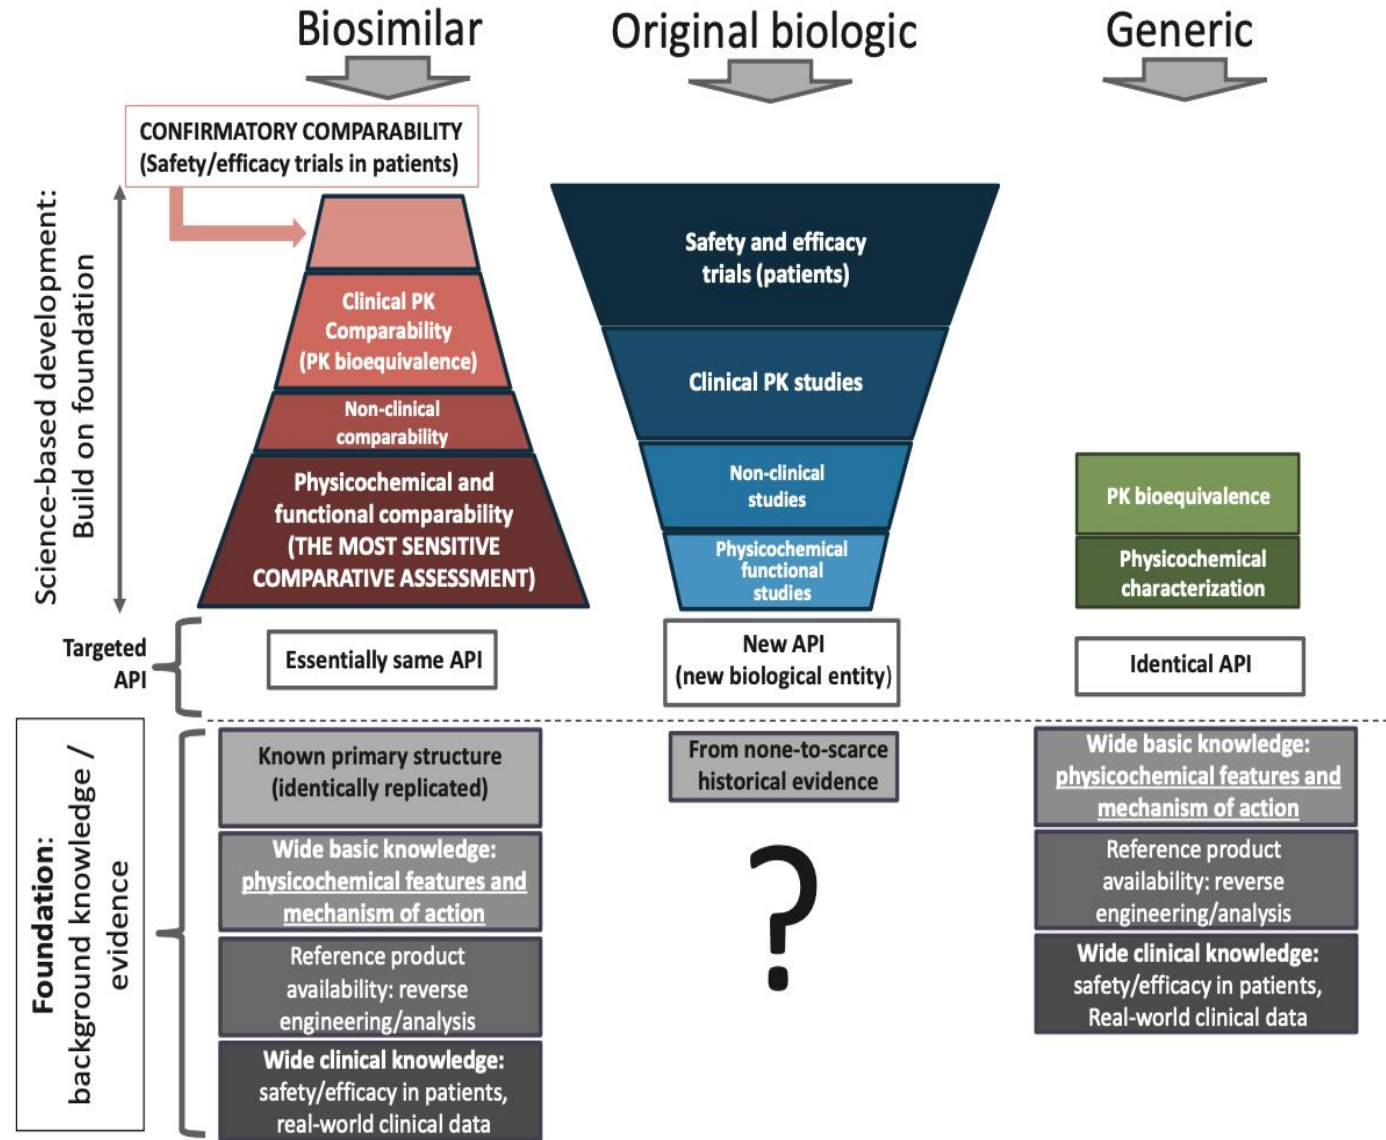 Biosimilar
Original biologic
Generic
CONFIRMATORY COMPARABILITY
(Safety/efficacy trials in patients)
Science-based development:
Build on foundation
Clinical PK
Comparability
(PK bioequivalence)
Non-clinical
comparability
Physicochemical and
functional comparability
(THE MOST SENSITIVE
COMPARATIVE ASSESSMENT)
Safety and efficacy
trials (patients)
Clinical PK studies
Non-clinical
studies
Physicochemical
functional
studies
PK bioequivalence
Physicochemical
characterization
Targeted
API
Essentially same API
New API
(new biological entity)
Identical API
Foundation:
background knowledge /
evidence
Known primary structure
(identically replicated)
Wide basic knowledge:
physicochemical features and
mechanism of action
Reference product
availability: reverse
engineering/analysis
Wide clinical knowledge:
safety/efficacy in patients,
real-world clinical data
From none-to-scarce
historical evidence
?
Wide basic knowledge:
physicochemical features and
mechanism of action
Reference product
availability: reverse
engineering/analysis
Wide clinical knowledge:
safety/efficacy in patients,
Real-world clinical data